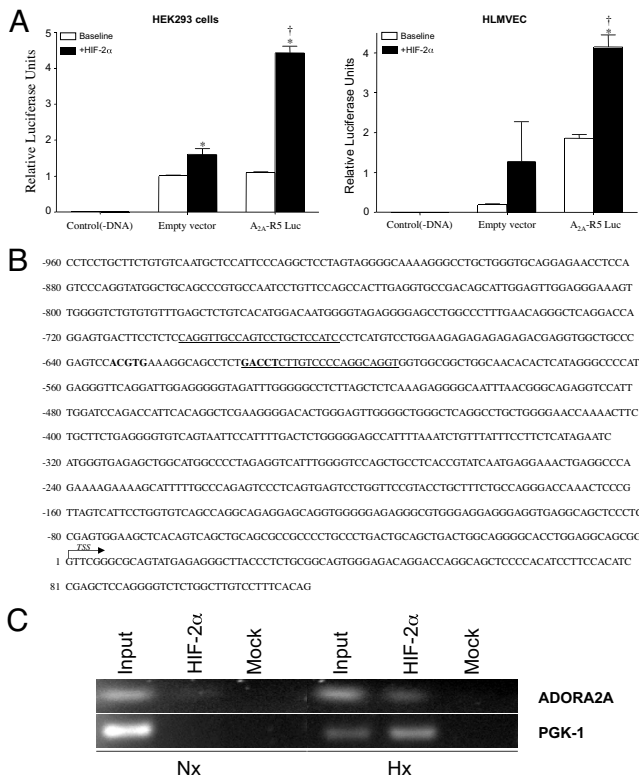 A
HEK293 cells
Baseline
+HIF-2α
Relative Luciferase Units
5
4
3
2
1
0
*
†
*
Control(-DNA)
Empty vector
A2A-R5 Luc
HLMVEC
Baseline
+HIF-2α
Relative Luciferase Units
4
3
2
1
0
†
*
Control(-DNA)
Empty vector
A2A-R5 Luc
B
-960 CCTCCTGCTTCTGTGTCAATGCTCCATTCCCAGGCTCCTAGTAGGGGCAAAAGGGCCTGCTGGGTGCAGGAGAACCTCCA
-880 GTCCCAGGTATGGCTGCAGCCCGTGCCAATCCTGTTCCAGCCACTTGAGGTGCCGACAGCATTGGAGTTGGAGGGAAAGT
-800 TGGGGTCTGTGTGTTTGAGCTCTGTCACATGGACAATGGGGTAGAGGGGAGCCTGGCCCTTTGAACAGGGCTCAGGACCA
-720 GGAGTGACTTCCTCTCCAGGTTGCCAGTCCTGCTCCATCCCTCATGTCCTGGAAGAGAGAGAGAGACGAGGTGGCTGCCC
-640 GAGTCCACGTGAAAGGCAGCCTCTGACCTCTTGTCCCCAGGCAGGTGGTGGCGGCTGGCAACACACTCATAGGGCCCCAT
-560 GAGGGTTCAGGATTGGAGGGGGTAGATTTGGGGGCCTCTTAGCTCTCAAAGAGGGGCAATTTAACGGGCAGAGGTCCATT
-480 TGGATCCAGACCATTCACAGGCTCGAAGGGGACACTGGGAGTTGGGGCTGGGCTCAGGCCTGCTGGGGAACCAAAACTTC
-400 TGCTTCTGAGGGGTGTCAGTAATTCCATTTTGACTCTGGGGGAGCCATTTTAAATCTGTTTATTTCCTTCTCATAGAATC
-320 ATGGGTGAGAGCTGGCATGGCCCCTAGAGGTCATTTGGGGTCCAGCTGCCTCACCGTATCAATGAGGAAACTGAGGCCCA
-240 GAAAAGAAAAGCATTTTTGCCCAGAGTCCCTCAGTGAGTCCTGGTTCCGTACCTGCTTTCTGCCAGGGACCAAACTCCCG
-160 TTAGTCATTCCTGGTGTCAGCCAGGCAGAGGAGCAGGTGGGGGAGAGGGCGTGGGAGGAGGGAGGTGAGGCAGCTCCCTC
-80 CGAGTGGAAGCTCACAGTCAGCTGCAGCGCCGCCCCTGCCCTGACTGCAGCTGACTGGCAGGGGCACCTGGAGGCAGCGG
TSS
1 GTTCGGGCGCAGTATGAGAGGGCTTACCCTCTGCGGCAGTGGGAGACAGGACCAGGCAGCTCCCCACATCCTTCCACATC
81 CGAGCTCCAGGGGTCTCTGGCTTGTCCTTTCACAG
C
Input
HIF-2α
Mock
Input
HIF-2α
Mock
ADORA2A
PGK-1
Nx
Hx